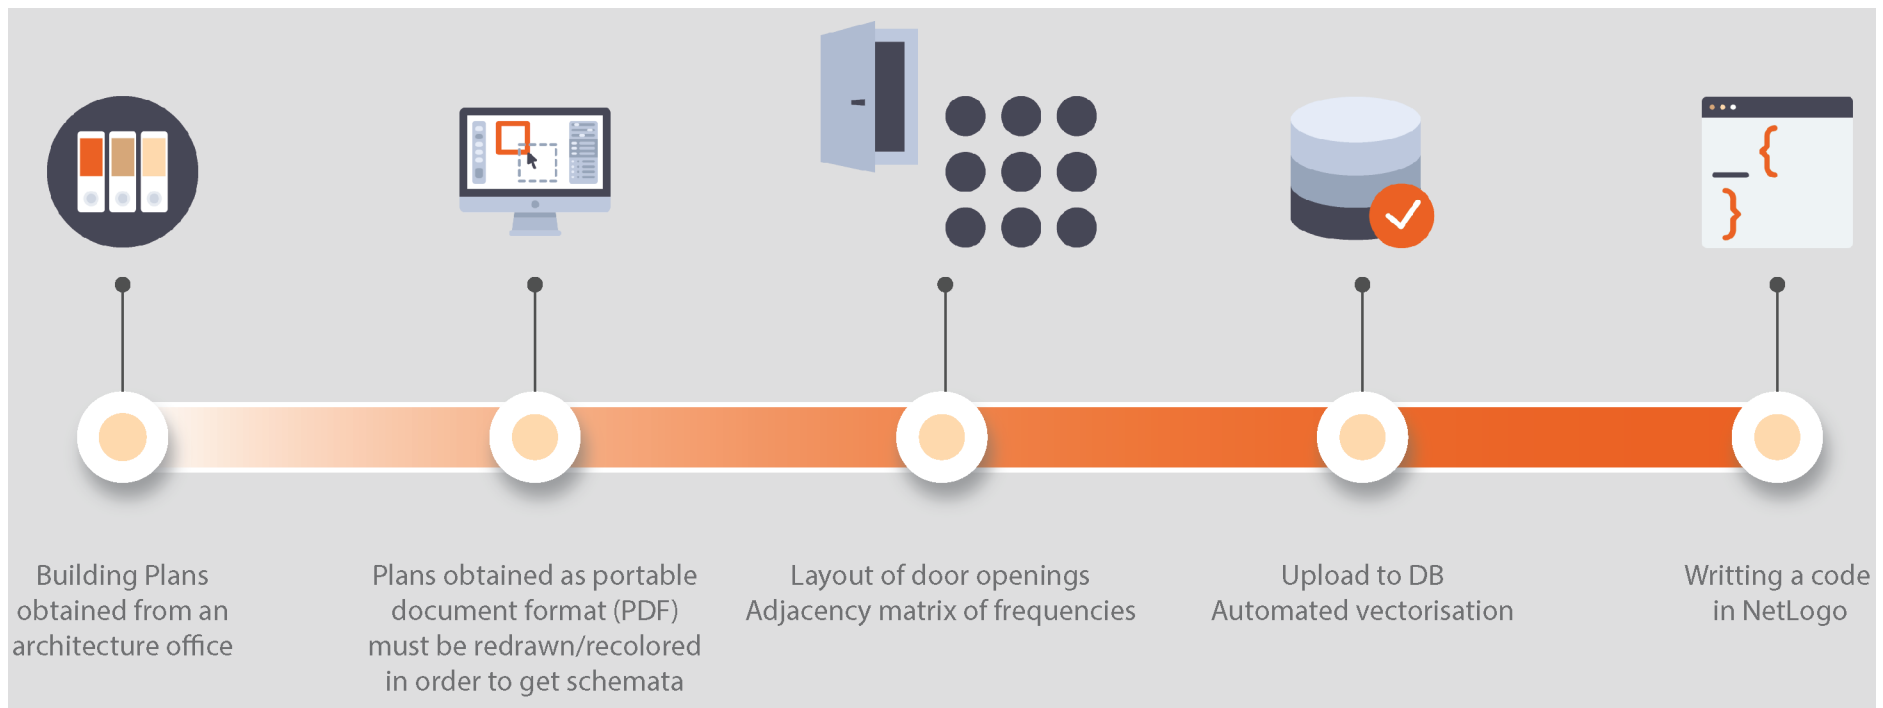 Building Plans
obtained from an
architecture office
Plans obtained as portable
document format (PDF)
must be redrawn/recolored
in order to get schemata
Layout of door openings
Adjacency matrix of frequencies
Upload to DB
Automated vectorisation
Writting a code
in NetLogo